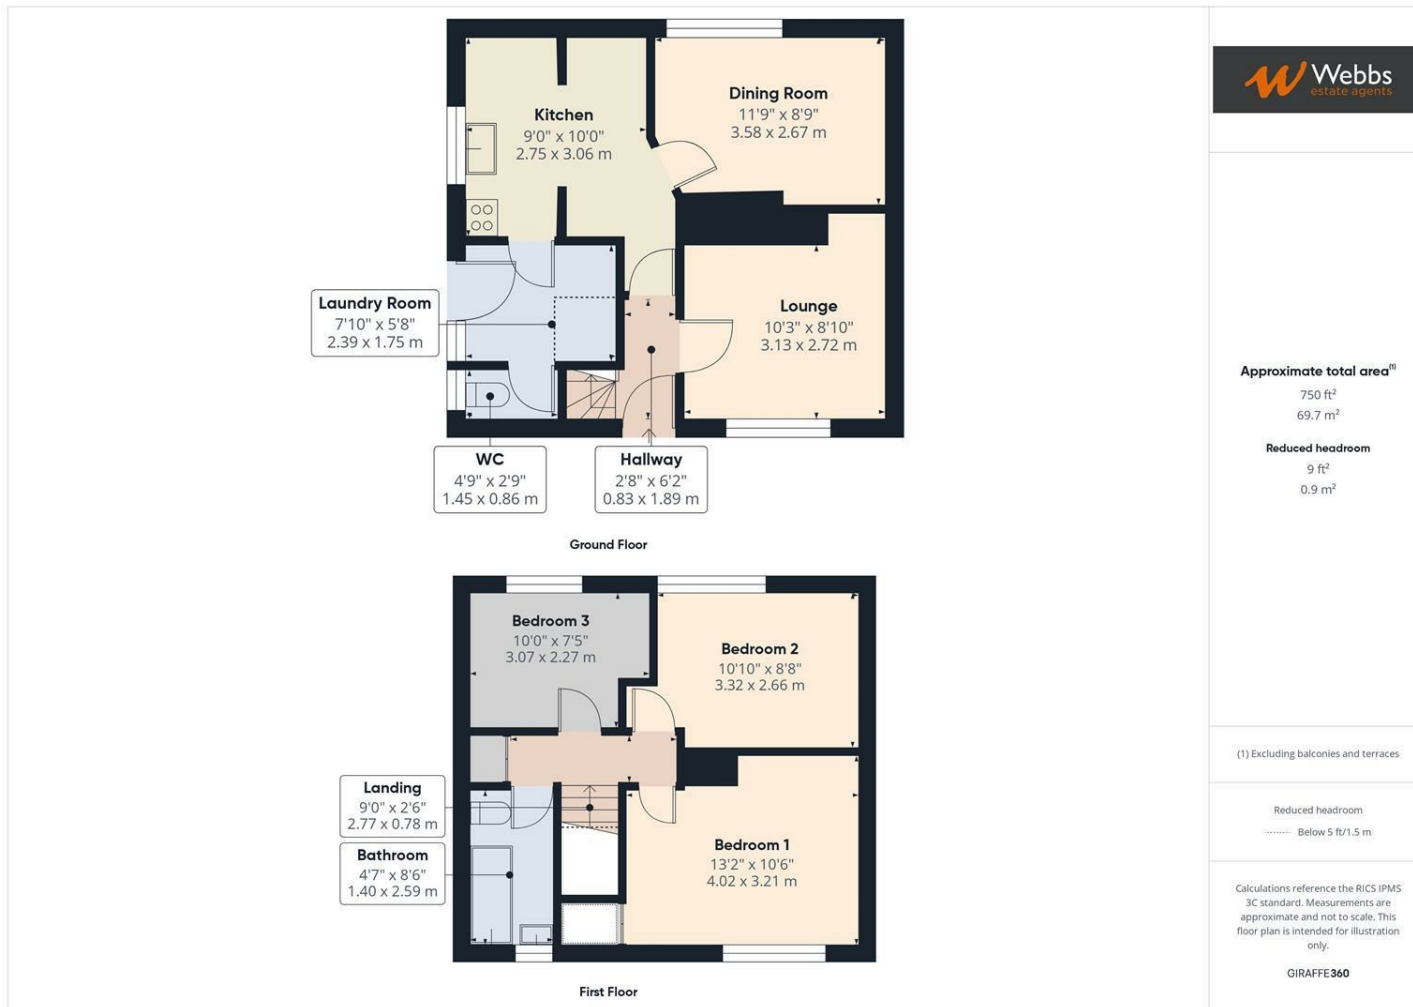 Kitchen
9'0" x 10'0"
2.75 x 3.06 m
Dining Room
11'9" x 8'9"
3.58 x 2.67 m
Laundry Room
7'10" x 5'8"
2.39 x 1.75 m
Lounge
10'3" x 8'10"
3.13 x 2.72 m
WC
4'9" x 2'9"
1.45 x 0.86 m
Hallway
2'8" x 6'2"
0.83 x 1.89 m
Ground Floor
Bedroom 3
10'0" x 7'5"
3.07 x 2.27 m
Bedroom 2
10'10" x 8'8"
3.32 x 2.66 m
Landing
9'0" x 2'6"
2.77 x 0.78 m
Bathroom
4'7" x 8'6"
1.40 x 2.59 m
Bedroom 1
13'2" x 10'6"
4.02 x 3.21 m
First Floor
Webbs
estate agents
Approximate total area⁽¹⁾
750 ft²
69.7 m²
Reduced headroom
9 ft²
0.9 m²
(1) Excluding balconies and terraces
Reduced headroom
Below 5 ft/1.5 m
Calculations reference the RICS IPMS
3C standard. Measurements are
approximate and not to scale. This
floor plan is intended for illustration
only.
GIRAFFE360